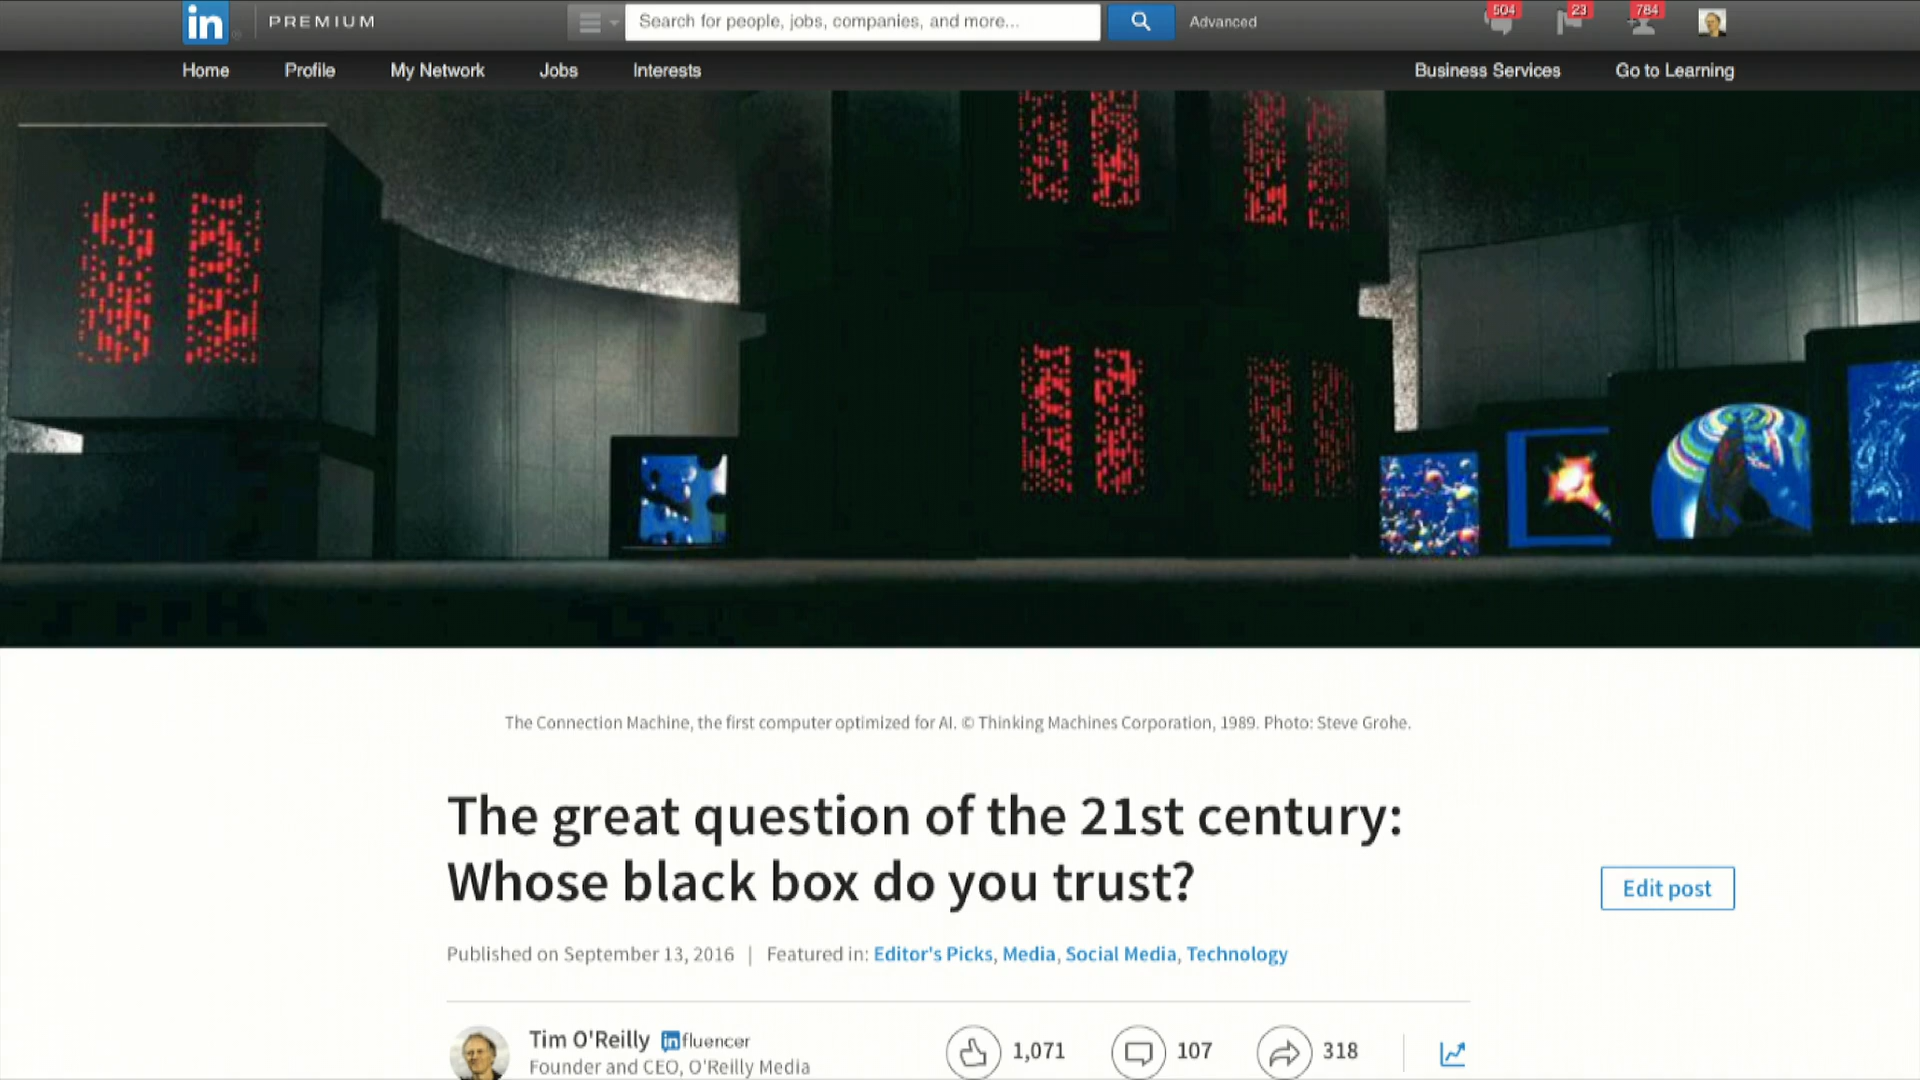 in PREMIUM Search for people, jobs, companies, and more... Advanced 504 23 784
Home Profile My Network Jobs Interests Business Services Go to Learning
The Connection Machine, the first computer optimized for AI. © Thinking Machines Corporation, 1989. Photo: Steve Grohe.
The great question of the 21st century:
Whose black box do you trust?
Edit post
Published on September 13, 2016 | Featured in: Editor's Picks, Media, Social Media, Technology
Tim O'Reilly influencer
Founder and CEO, O'Reilly Media
1,071 107 318